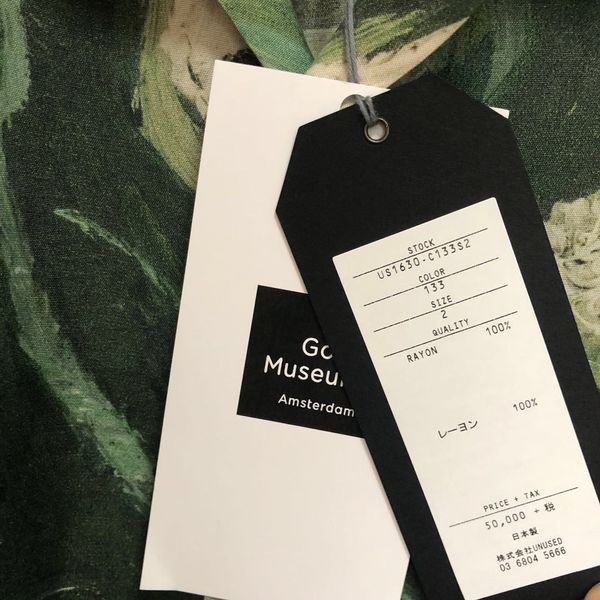 Go
Museu
Amsterdam
STOCK
US1630-C133S2
COLOR
133
SIZE
2
QUALITY
RAYON 100%
レーヨン 100%
PRICE + TAX
50,000 + 税
日本製
株式会社UNUSED
03 6804 5666